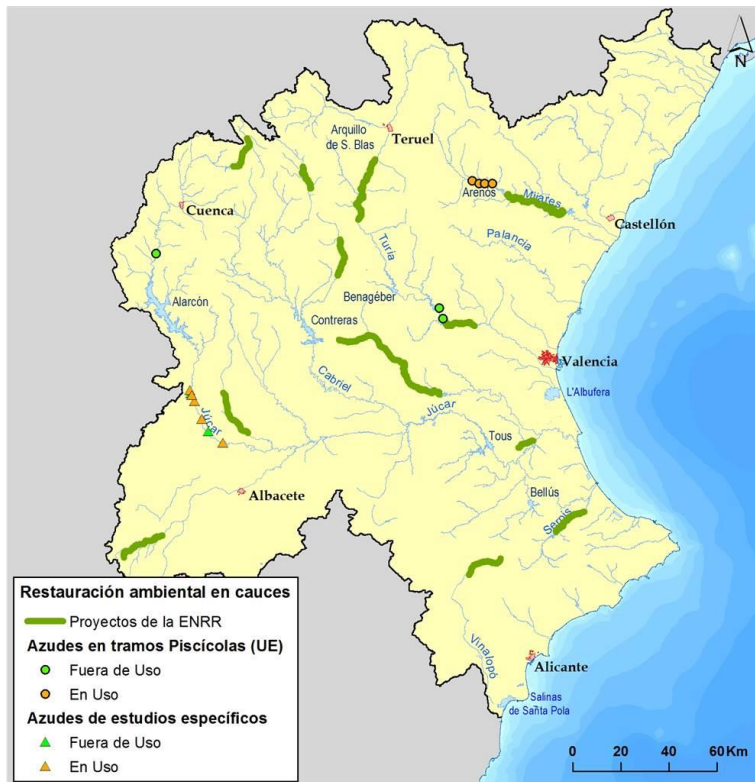 N
Arquillo
de S. Blas
Teruel
Arenos
Mijares
Castellón
Cuenca
Palancia
Turia
Alarcón
Benagéber
Contreras
Valencia
Cabriel
L'Albufera
Júcar
Júcar
Tous
Albacete
Bellús
Serpis
Vinalopó
Alicante
Salinas
de Santa Pola
Restauración ambiental en cauces
Proyectos de la ENRR
Azudes en tramos Piscícolas (UE)
Fuera de Uso
En Uso
Azudes de estudios específicos
Fuera de Uso
En Uso
0 20 40 60 Km